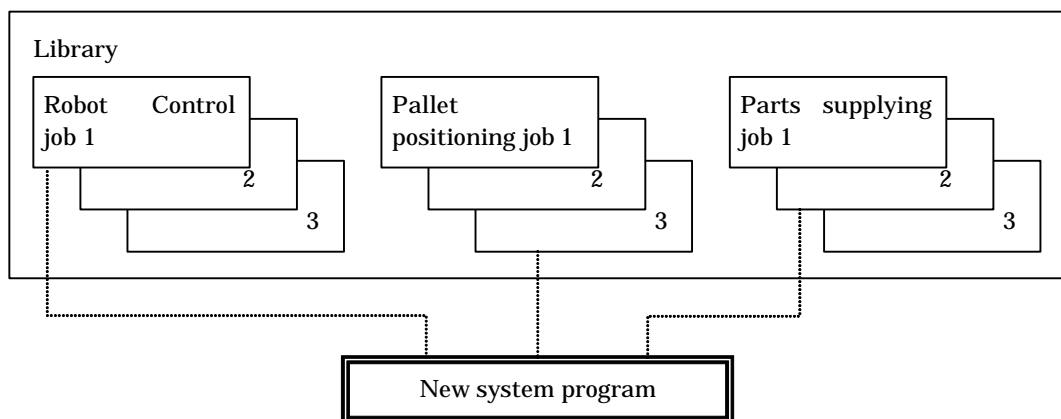 Library
Robot Control
job 1
2
3
Pallet
positioning job 1
2
3
Parts supplying
job 1
2
3
New system program